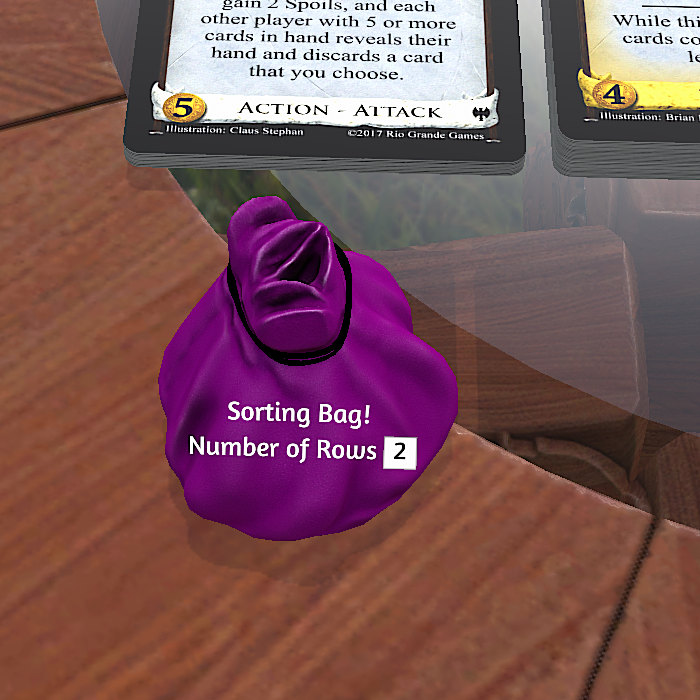 gain 2 Spoils, and each
other player with 5 or more
cards in hand reveals their
hand and discards a card
that you choose.
5 ACTION - ATTACK
Illustration: Claus Stephan ©2017 Rio Grande Games
While thi
cards co
le
4
Illustration: Brian
Sorting Bag!
Number of Rows 2